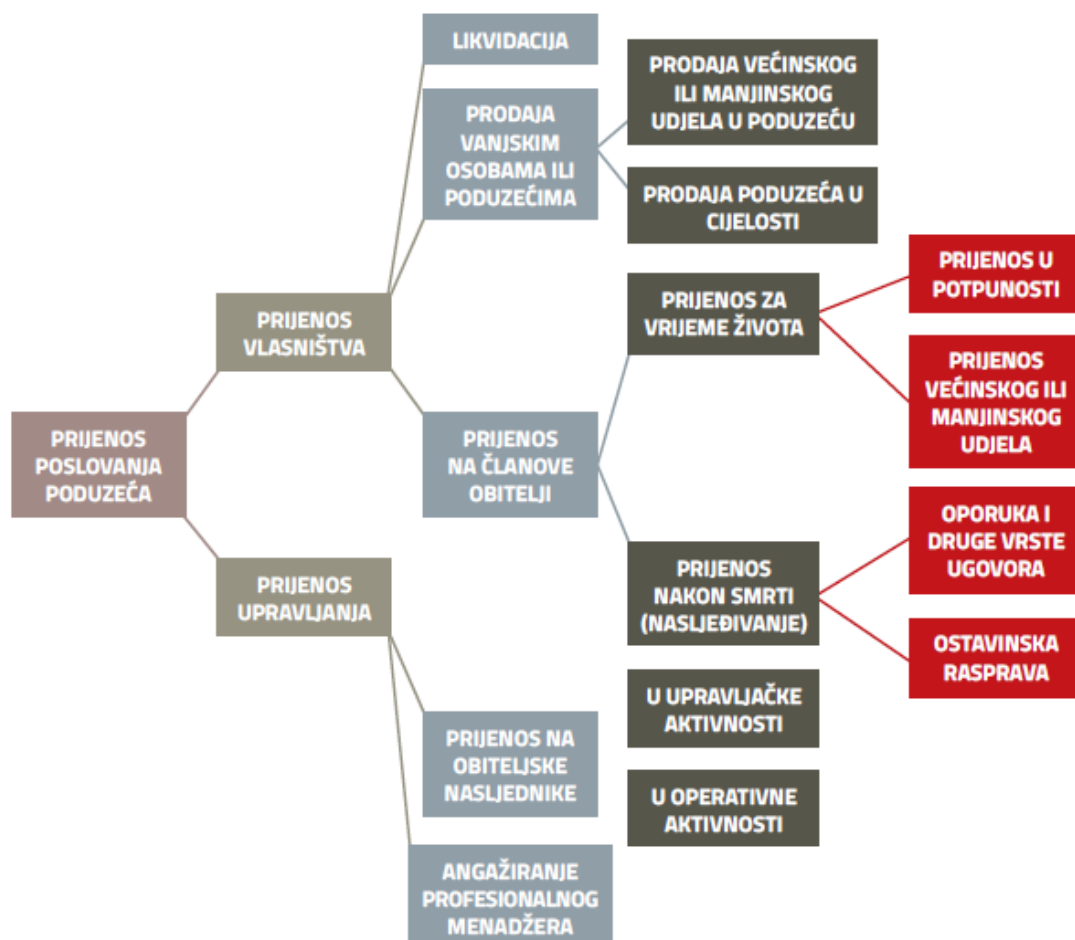 LIKVIDACIJA
PRODAJA
VANJSKIM
OSOBAMA ILI
PODUZEĆIMA
PRODAJA VEĆINSKOG
ILI MANJINSKOG
UDJELA U PODUZEĆU
PRODAJA PODUZEĆA U
CIJELOSTI
PRIJENOS
VLASNIŠTVA
PRIJENOS ZA
VRIJEME ŽIVOTA
PRIJENOS U
POTPUNOSTI
PRIJENOS
VEĆINSKOG ILI
MANJINSKOG
UDJELA
PRIJENOS
POSLOVANJA
PODUZEĆA
PRIJENOS
NA ČLANOVE
OBITELJI
PRIJENOS
NAKON SMRTI
(NASLJEĐIVANJE)
OPORUKA I
DRUGE VRSTE
UGOVORA
OSTAVINSKA
RASPRAVA
PRIJENOS
UPRAVLJANJA
PRIJENOS NA
OBITELJSKE
NASLJEDNIKE
U UPRAVLJAČKE
AKTIVNOSTI
U OPERATIVNE
AKTIVNOSTI
ANGAŽIRANJE
PROFESIONALNOG
MENADŽERA